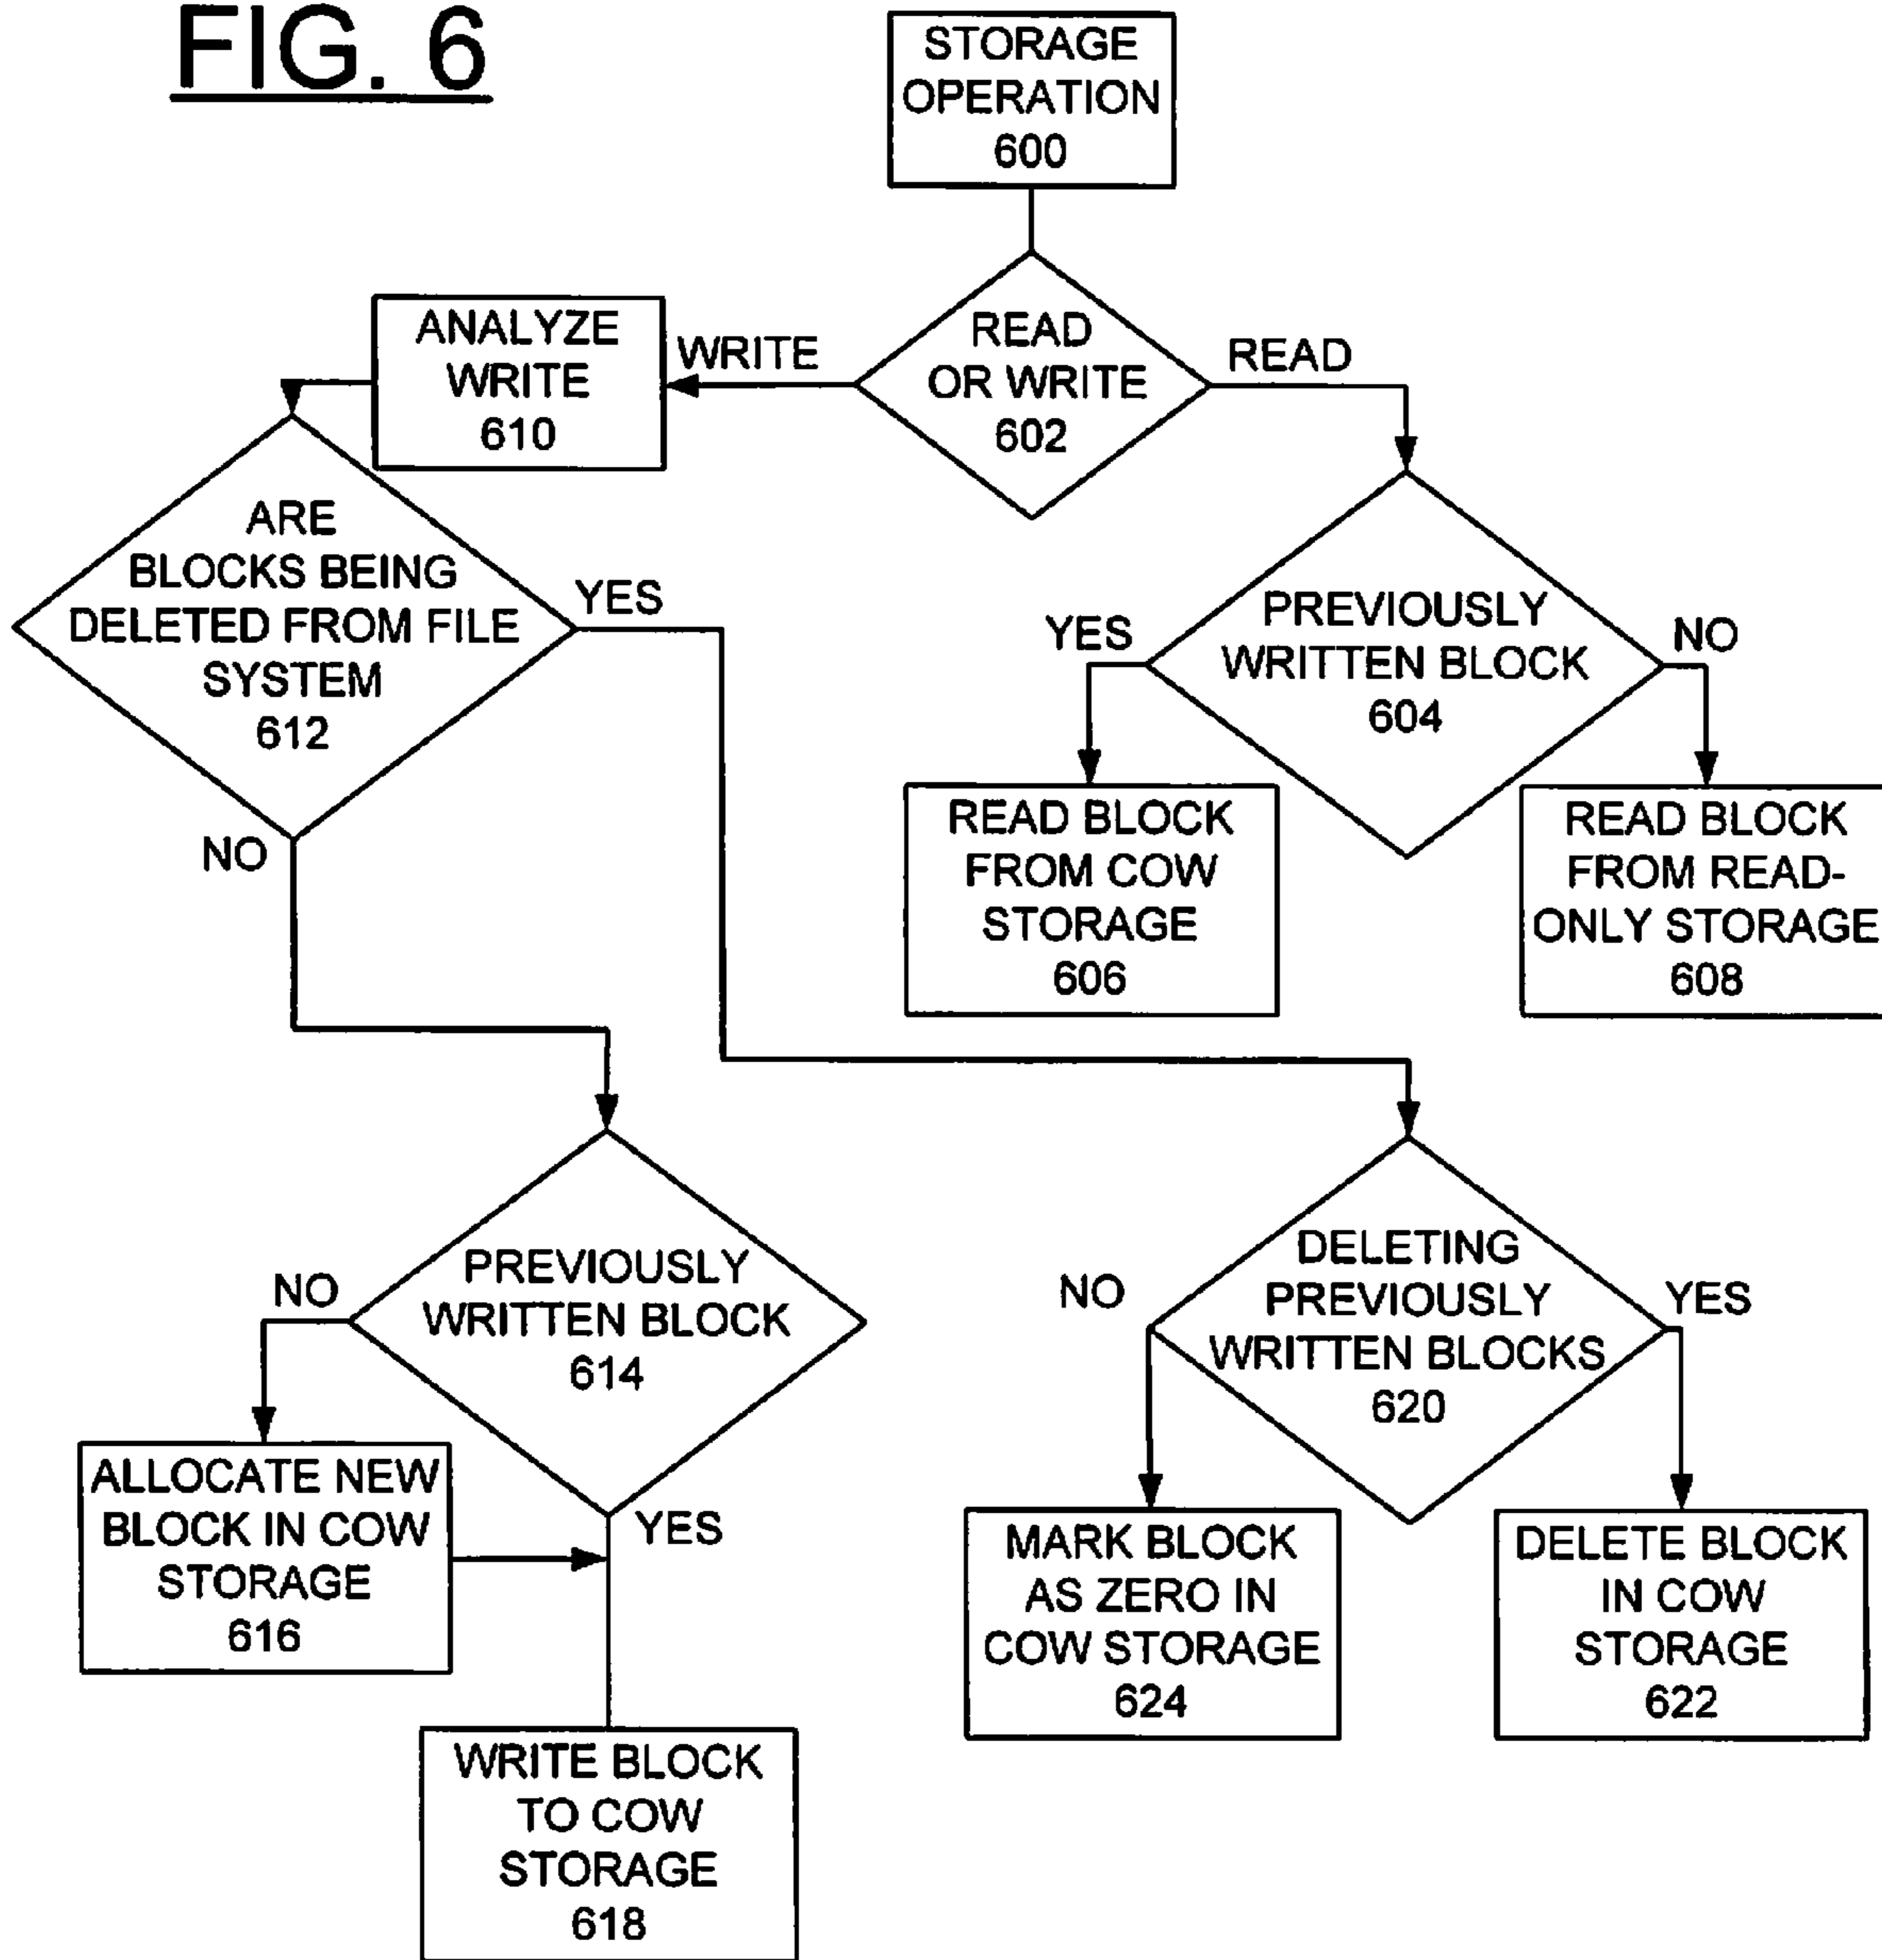 FIG. 6
STORAGE
OPERATION
600
READ
OR WRITE
602
WRITE
READ
ANALYZE
WRITE
610
ARE
BLOCKS BEING
DELETED FROM FILE
SYSTEM
612
YES
NO
PREVIOUSLY
WRITTEN BLOCK
604
YES
NO
READ BLOCK
FROM COW
STORAGE
606
READ BLOCK
FROM READ-
ONLY STORAGE
608
PREVIOUSLY
WRITTEN BLOCK
614
NO
YES
ALLOCATE NEW
BLOCK IN COW
STORAGE
616
WRITE BLOCK
TO COW
STORAGE
618
DELETING
PREVIOUSLY
WRITTEN BLOCKS
620
NO
YES
MARK BLOCK
AS ZERO IN
COW STORAGE
624
DELETE BLOCK
IN COW
STORAGE
622